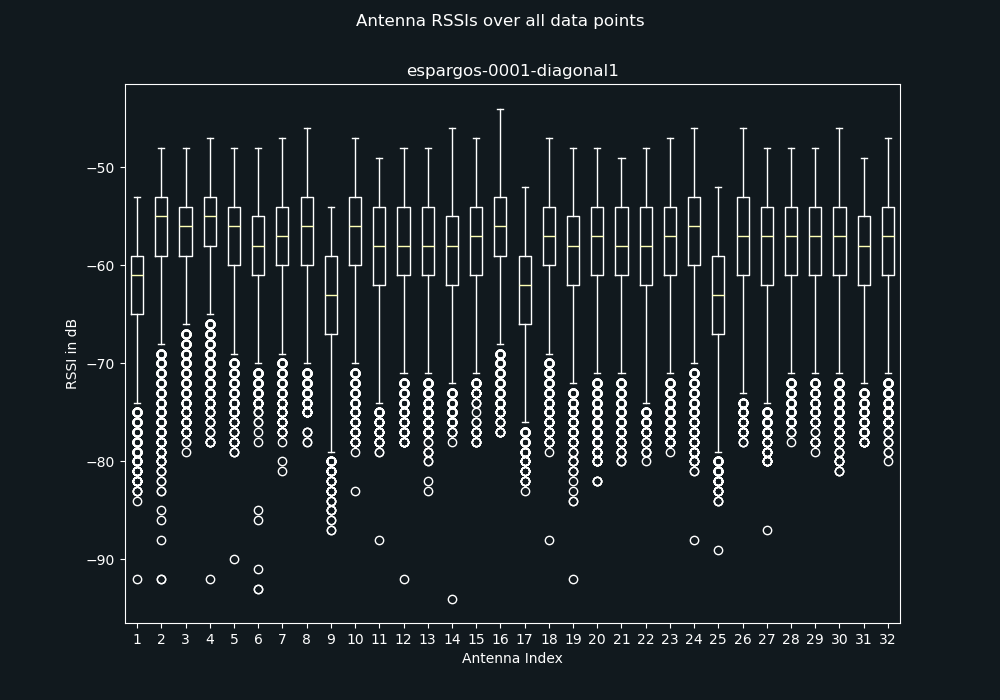 Antenna RSSIs over all data points
espargos-0001-diagonal1
−50
−60
−70
−80
−90
RSSI in dB
1 2 3 4 5 6 7 8 9 10 11 12 13 14 15 16 17 18 19 20 21 22 23 24 25 26 27 28 29 30 31 32
Antenna Index